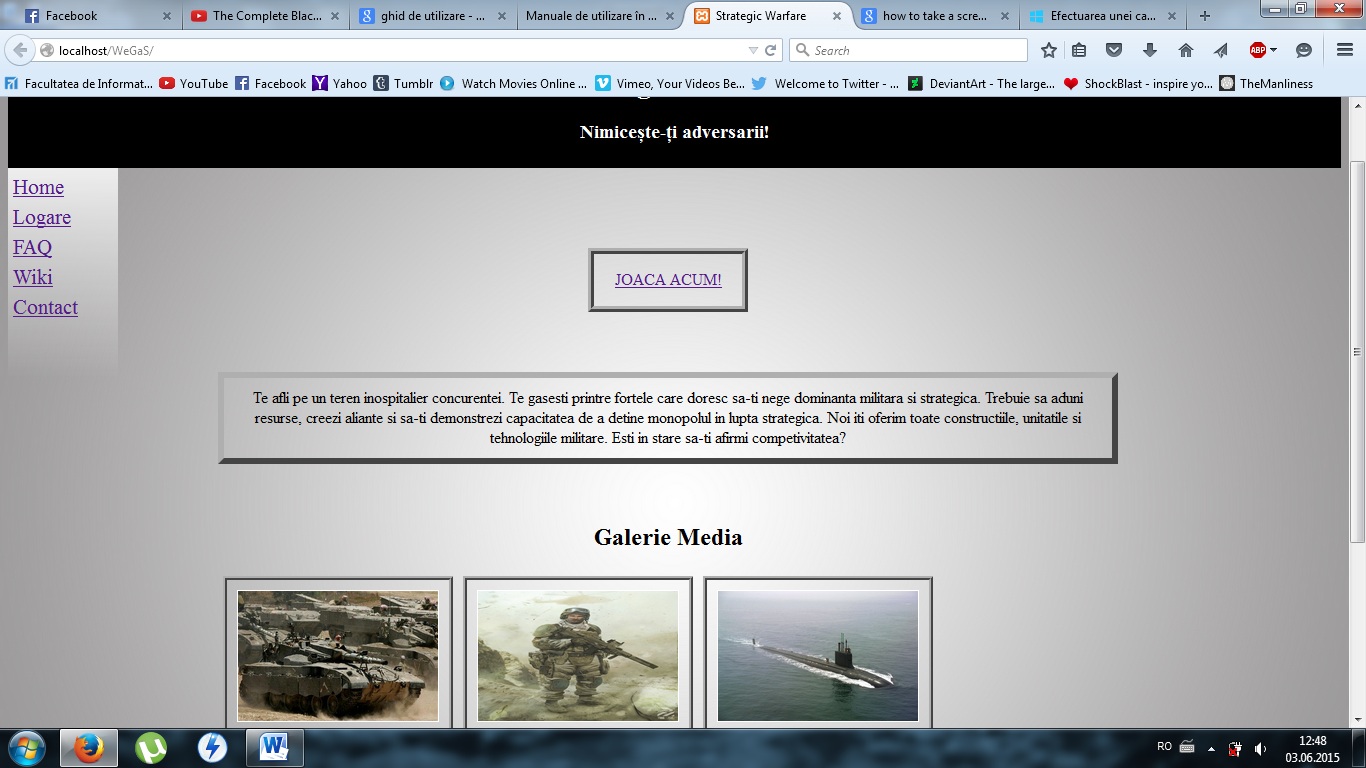 Facebook
The Complete Blac...
ghid de utilizare - ...
Manuale de utilizare în ...
Strategic Warfare
how to take a scre...
Efectuarea unei ca...
localhost/WeGaS/
Search
ABP
Facultatea de Informat...
YouTube
Facebook
Yahoo
Tumblr
Watch Movies Online ...
Vimeo, Your Videos Be...
Welcome to Twitter - ...
DeviantArt - The large...
ShockBlast - inspire yo...
TheManliness
Nimicește-ți adversarii!
Home
Logare
FAQ
Wiki
Contact
JOACA ACUM!
Te afli pe un teren inospitalier concurentei. Te gasesti printre fortele care doresc sa-ti nege dominanta militara si strategica. Trebuie sa aduni
resurse, creezi aliante si sa-ti demonstrezi capacitatea de a detine monopolul in lupta strategica. Noi iti oferim toate constructiile, unitatile si
tehnologiile militare. Esti in stare sa-ti afirmi competivitatea?
Galerie Media
RO
12:48
03.06.2015